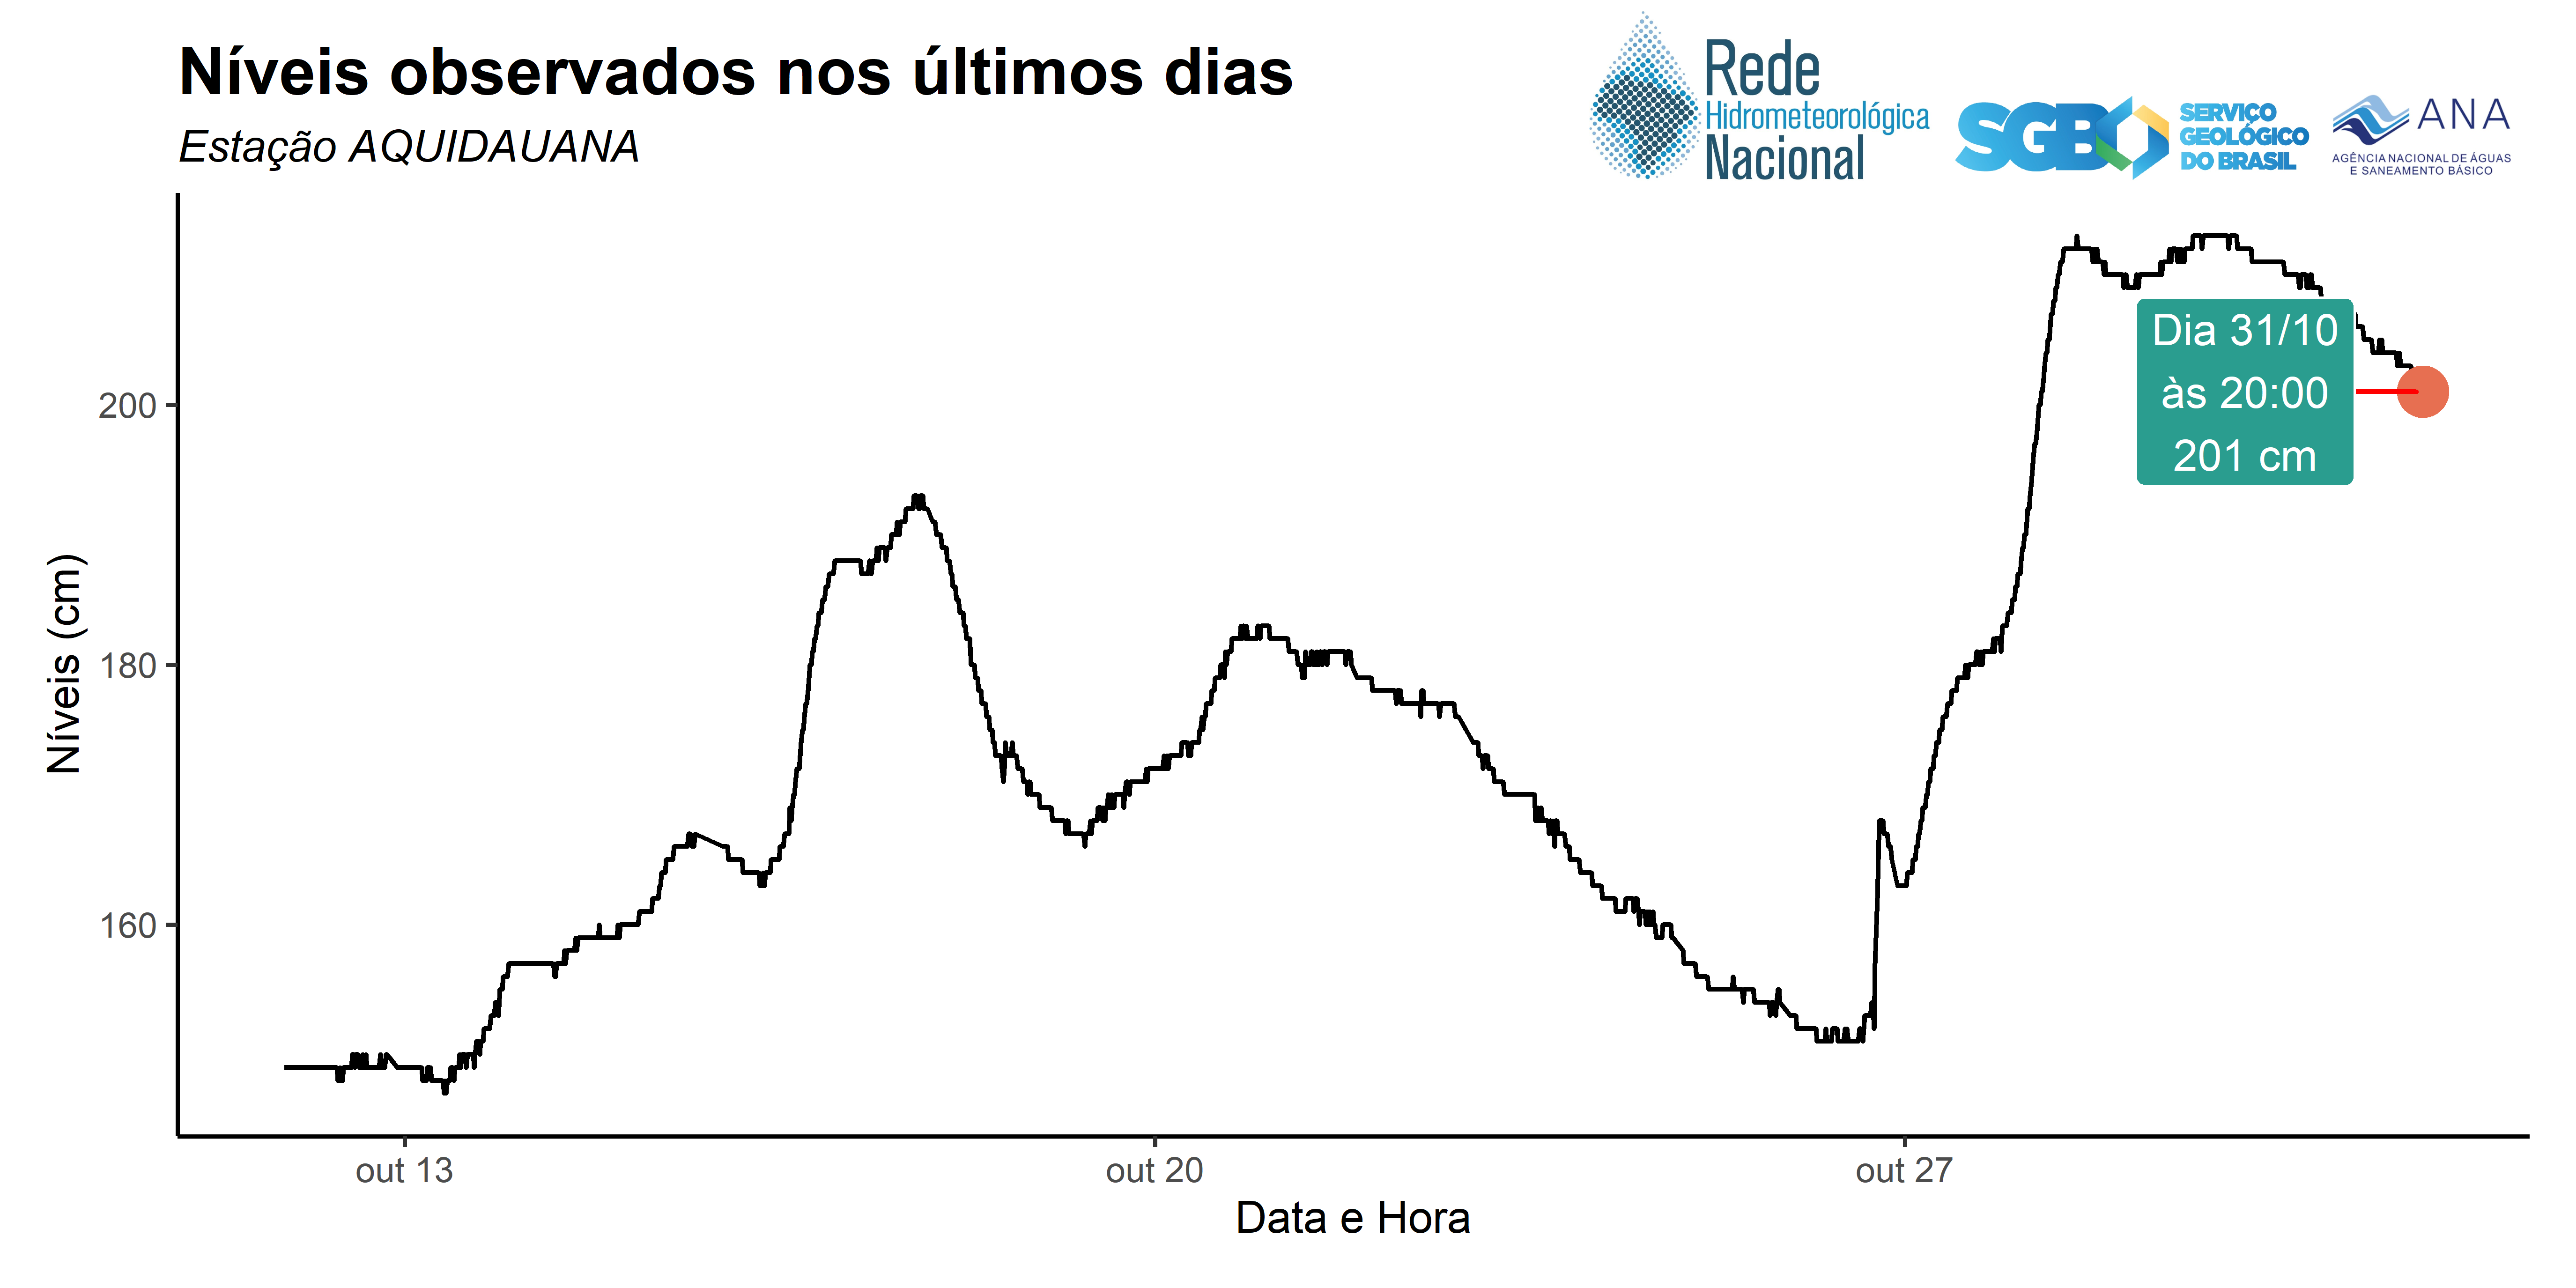 Níveis observados nos últimos dias
Estação AQUIDAUANA
Rede
Hidrometeorológica
Nacional
SGB
SERVIÇO
GEOLÓGICO
DO BRASIL
ANA
AGÊNCIA NACIONAL DE ÁGUAS
E SANEAMENTO BÁSICO
Dia 31/10
às 20:00
201 cm
Níveis (cm)
200
180
160
out 13
out 20
out 27
Data e Hora